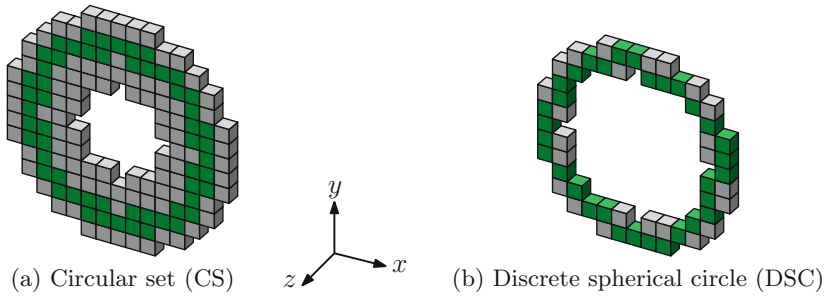 y
x
z
(a) Circular set (CS)
(b) Discrete spherical circle (DSC)